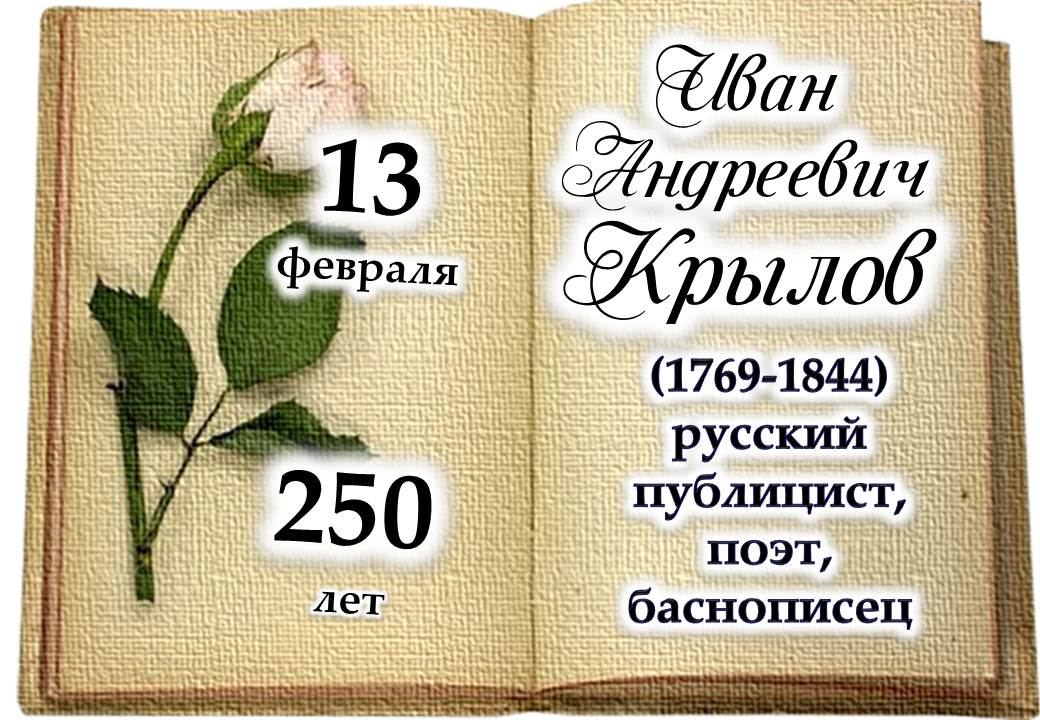 13
февраля
250
лет
Иван
Андреевич
Крылов
(1769-1844)
русский
публицист,
поэт,
баснописец